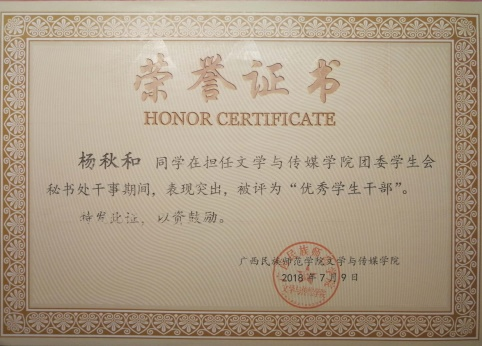 荣誉证书
HONOR CERTIFICATE
杨秋和 同学在担任文学与传媒学院团委学生会
秘书处干事期间，表现突出，被评为“优秀学生干部”。
特发此证，以资鼓励。
广西民族师范学院文学与传媒学院
2018年7月9日